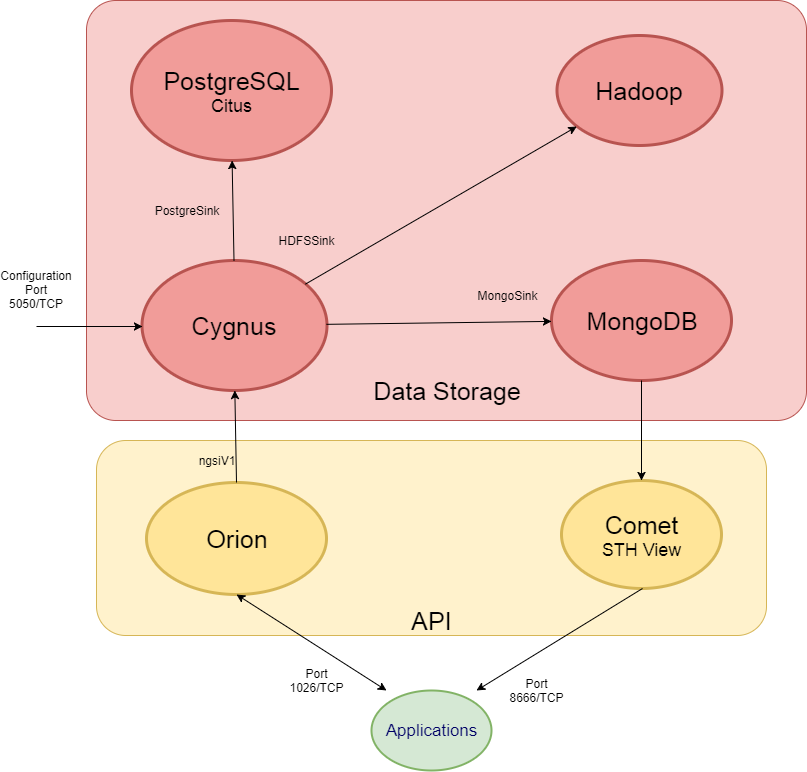 PostgreSQL
Citus
Hadoop
PostgreSink
HDFSSink
Configuration
Port
5050/TCP
MongoSink
Cygnus
MongoDB
Data Storage
ngsiV1
Orion
Comet
STH View
API
Port
1026/TCP
Port
8666/TCP
Applications